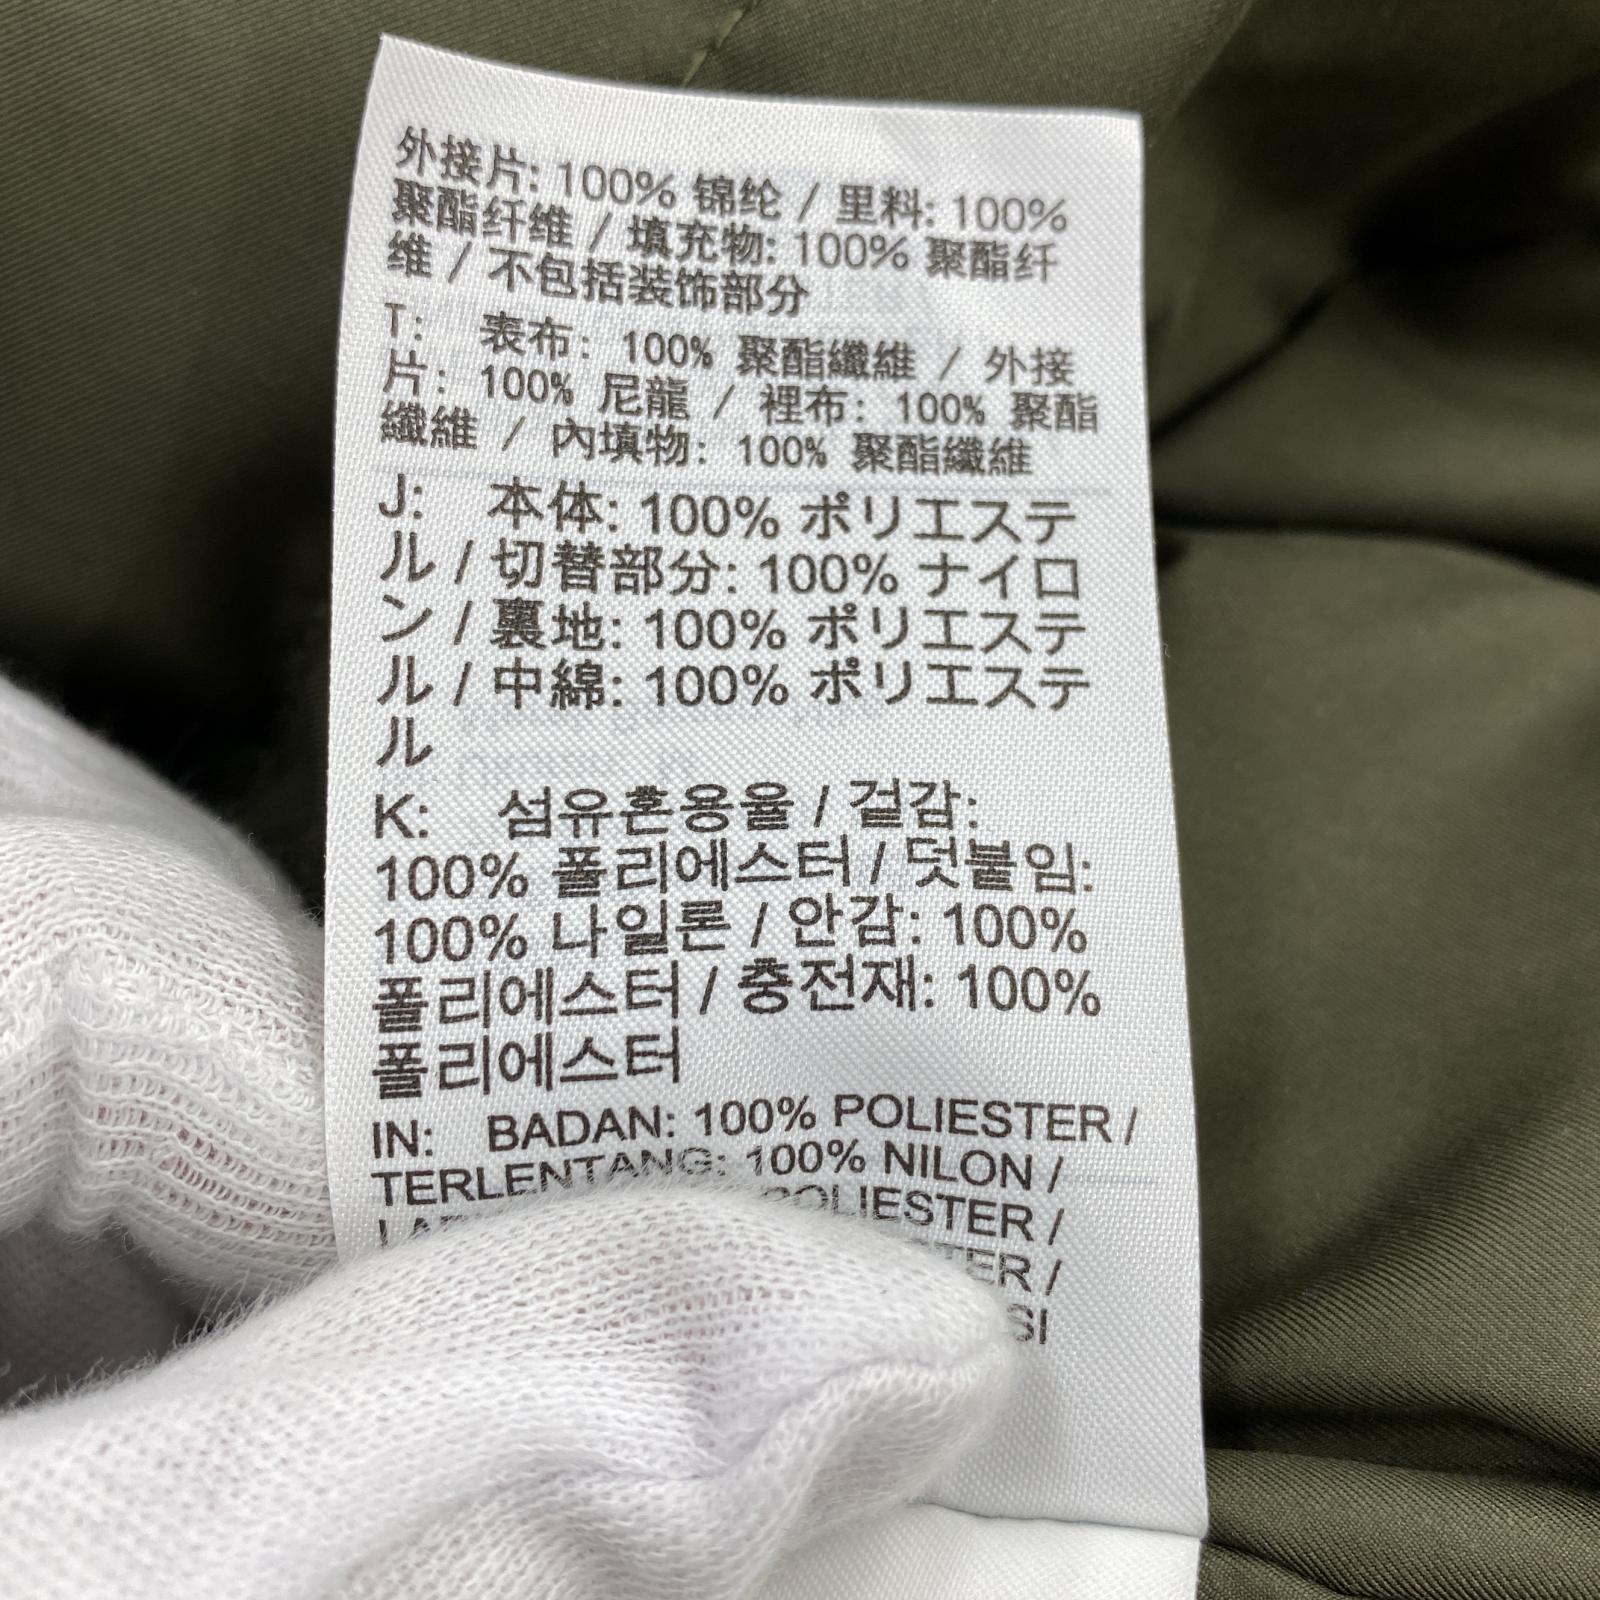 外接片: 100% 锦纶 / 里料: 100%
聚酯纤维 / 填充物: 100% 聚酯纤
维 / 不包括装饰部分
T: 表布: 100% 聚酯纖維 / 外接
片: 100% 尼龍 / 裡布: 100% 聚酯
纖維 / 內填物: 100% 聚酯纖維
J: 本体: 100% ポリエステ
ル / 切替部分: 100% ナイロ
ン / 裏地: 100% ポリエステ
ル / 中綿: 100% ポリエステ
ル
K: 섬유혼용율 / 겉감:
100% 폴리에스터 / 덧붙임:
100% 나일론 / 안감: 100%
폴리에스터 / 충전재: 100%
폴리에스터
IN: BADAN: 100% POLIESTER /
TERLENTANG: 100% NILON /
POLIESTER /
/